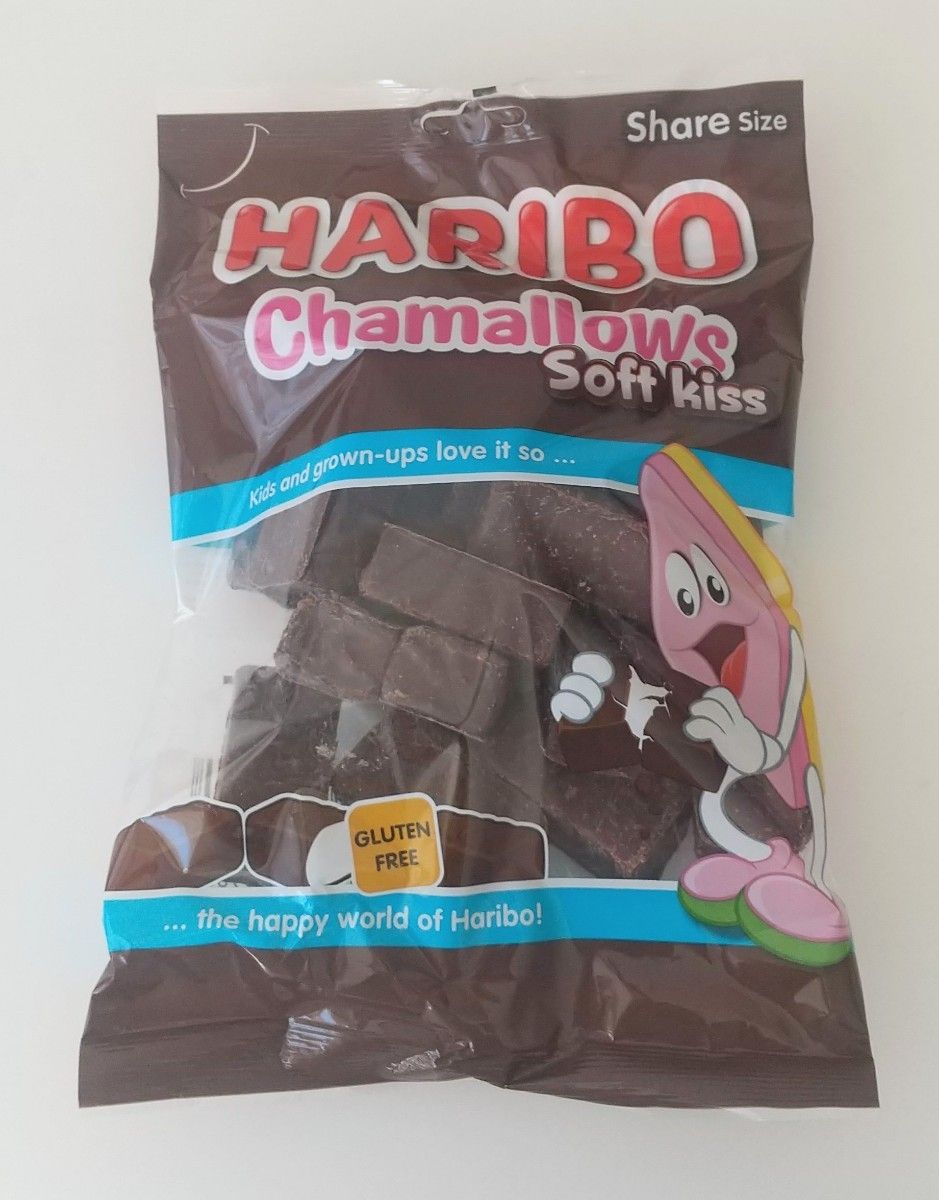 Share Size
HARIBO
Chamallows
Soft kiss
Kids and grown-ups love it so ...
GLUTEN
FREE
... the happy world of Haribo!